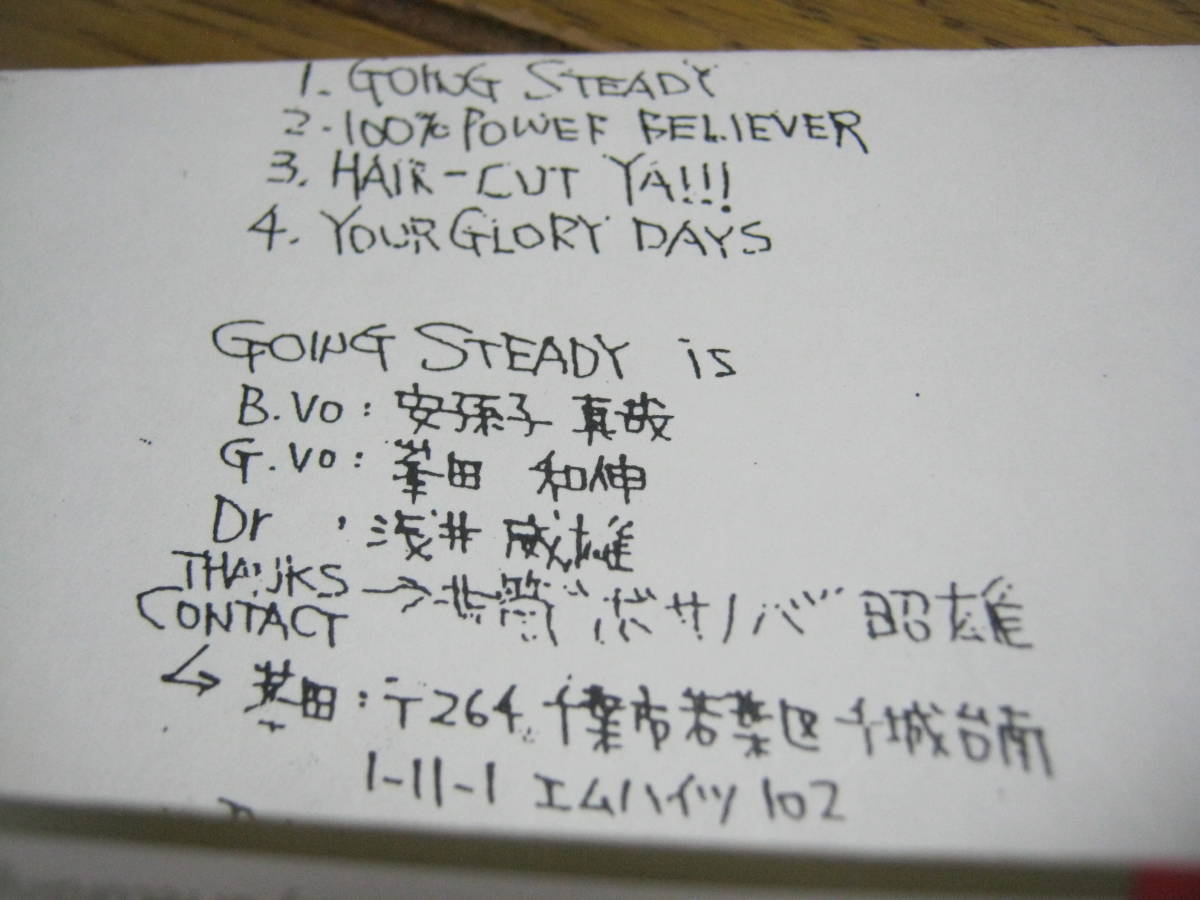 1. GOING STEADY
2. 100% POWER BELIEVER
3. HAIR-CUT YA!!!
4. YOUR GLORY DAYS
GOING STEADY is
B.Vo: 安孫子 真哉
G.Vo: 峯田 和伸
Dr : 浅井 威雄
THANKS → ボサノバ 昭雄
CONTACT
↳ 峯田: 〒264 千葉市若葉区千城台南
1-11-1 エムハイツ 102